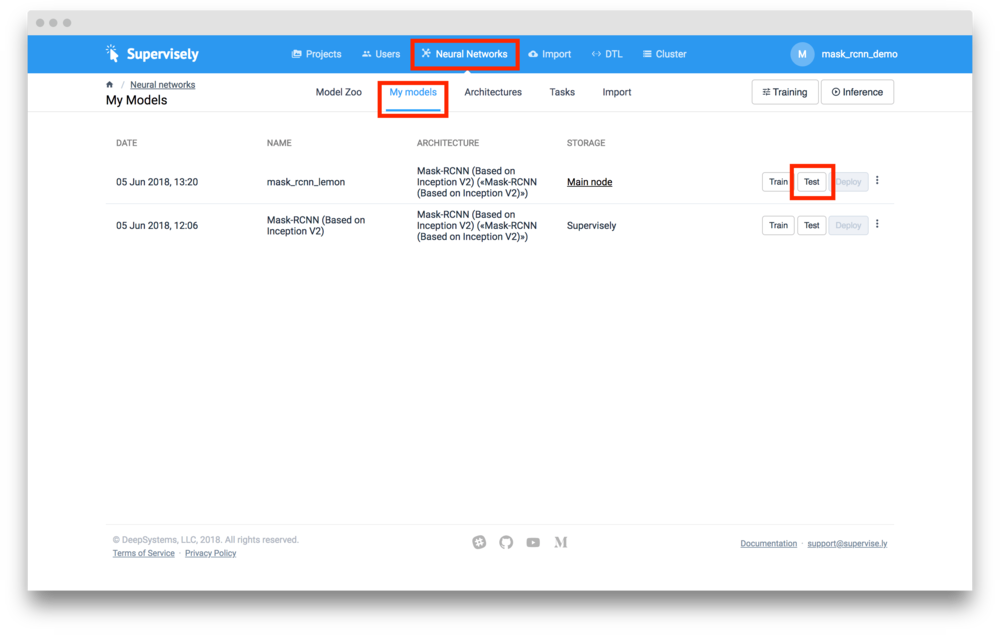 Supervisely
Projects
Users
Neural Networks
Import
DTL
Cluster
M
mask_rcnn_demo
/ Neural networks
My Models
Model Zoo
My models
Architectures
Tasks
Import
Training
Inference
DATE
NAME
ARCHITECTURE
STORAGE
05 Jun 2018, 13:20
mask_rcnn_lemon
Mask-RCNN (Based on
Inception V2) («Mask-RCNN
(Based on Inception V2)»)
Main node
Train
Test
Deploy
05 Jun 2018, 12:06
Mask-RCNN (Based on
Inception V2)
Mask-RCNN (Based on
Inception V2) («Mask-RCNN
(Based on Inception V2)»)
Supervisely
Train
Test
Deploy
© DeepSystems, LLC, 2018. All rights reserved.
Terms of Service · Privacy Policy
Documentation · support@supervise.ly